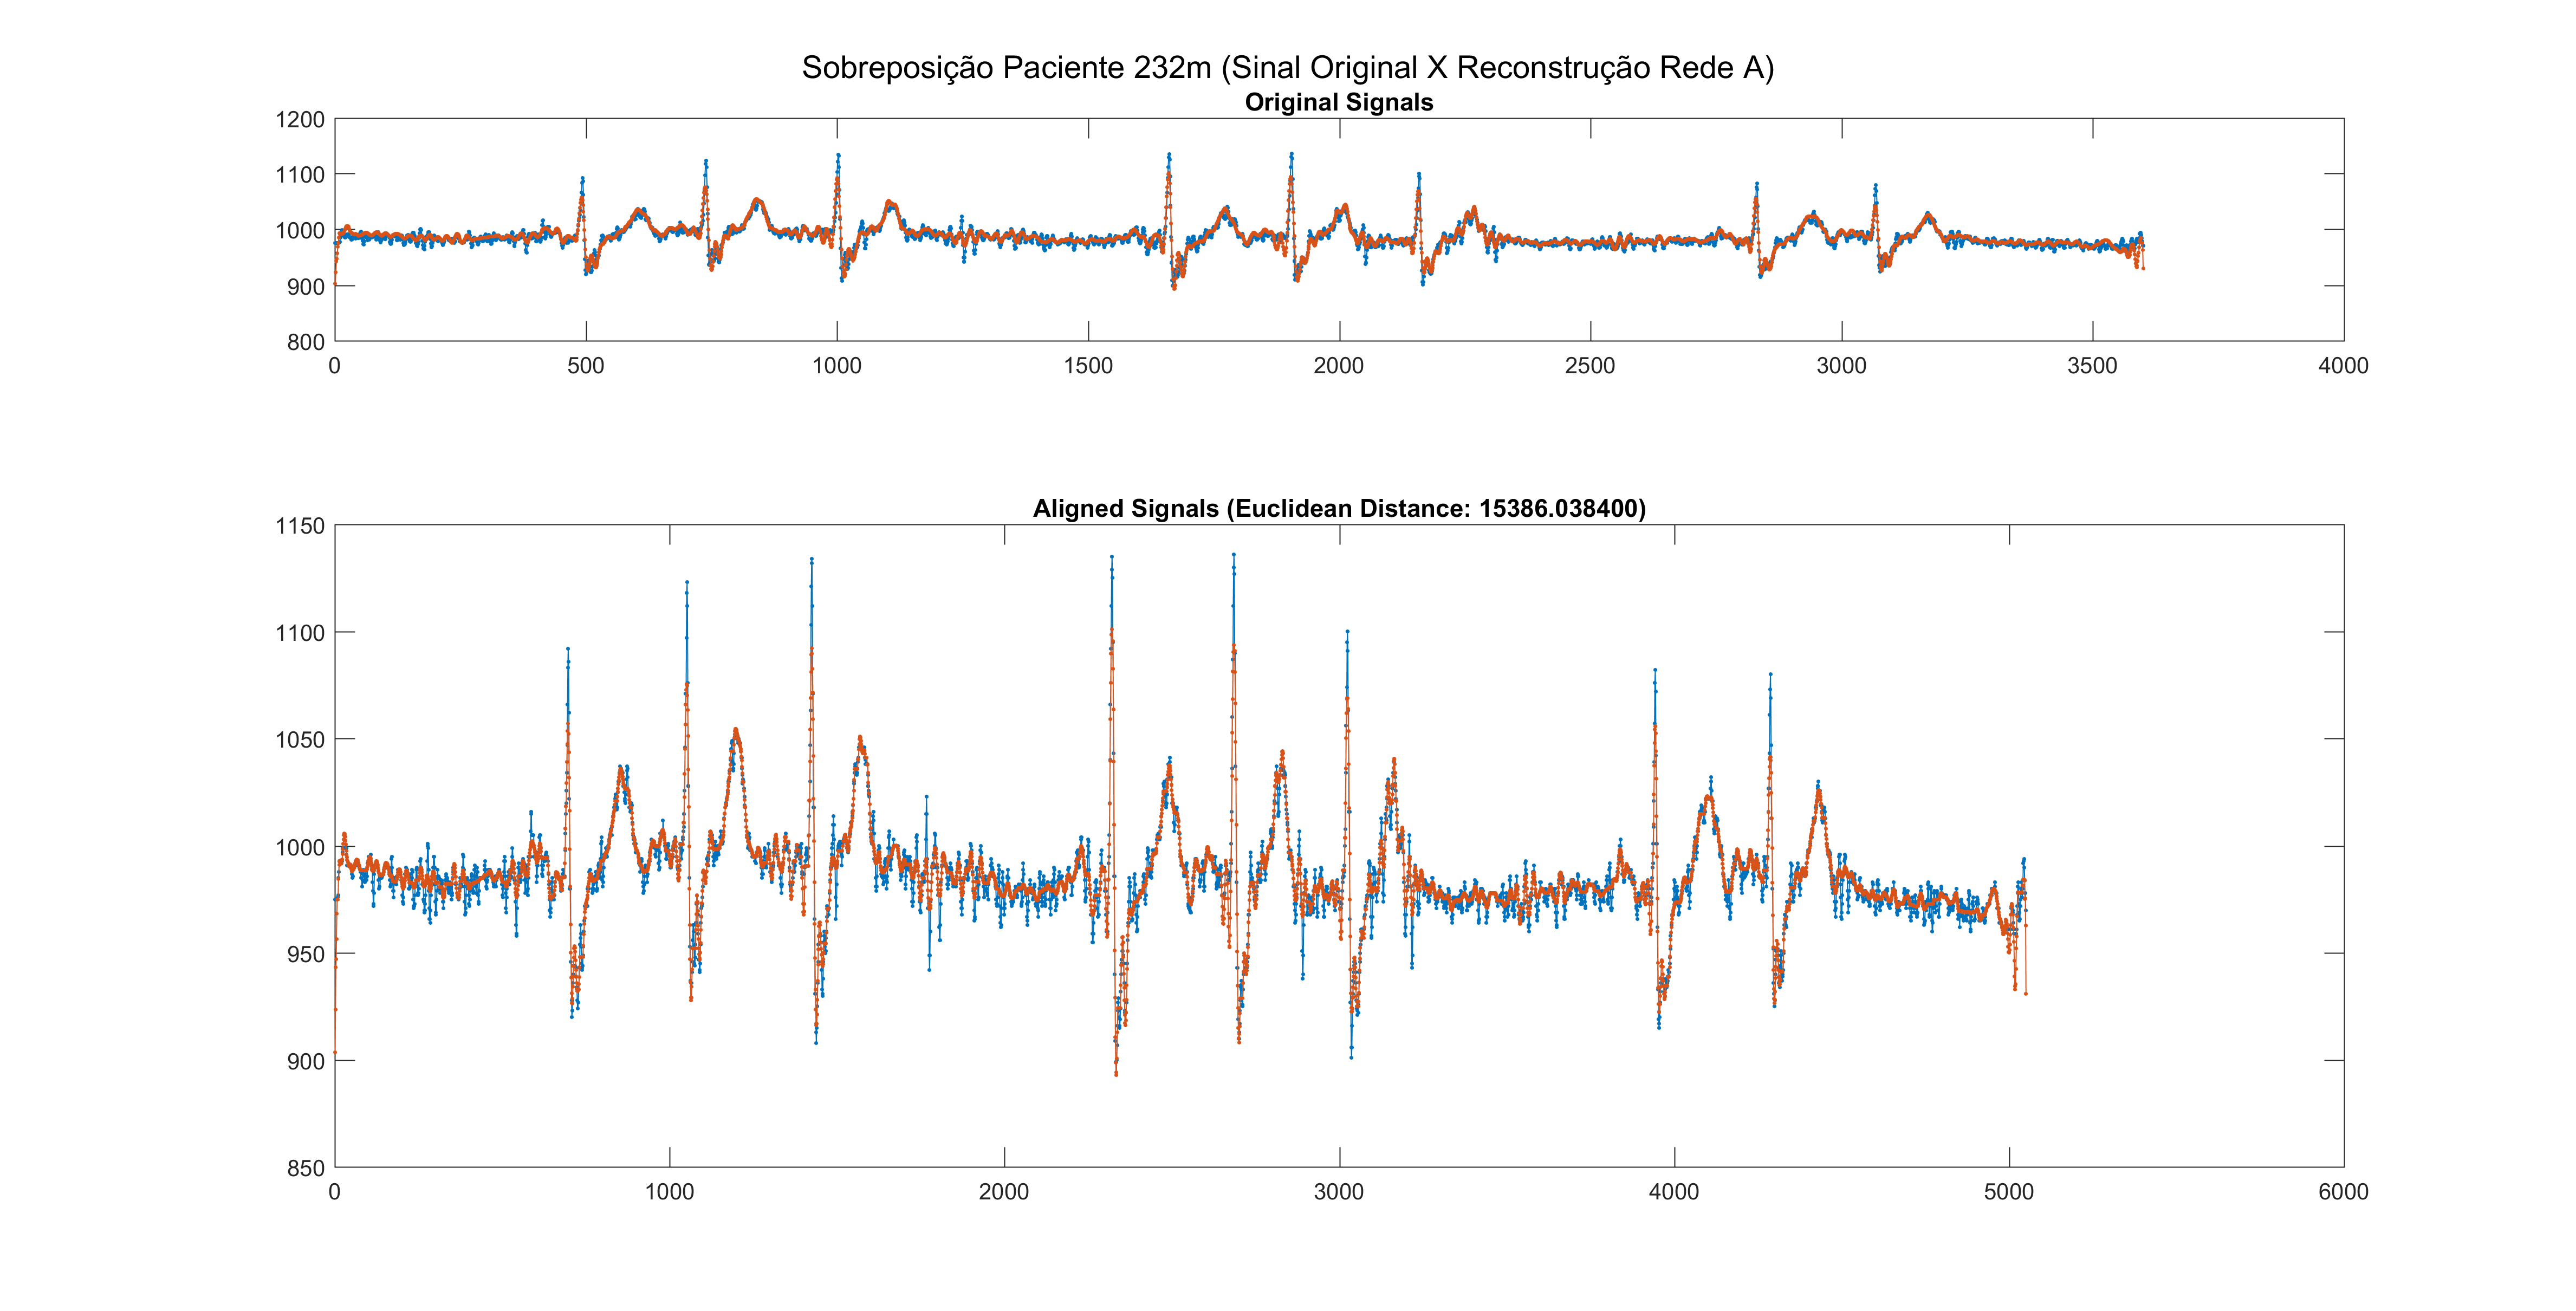 Sobreposição Paciente 232m (Sinal Original X Reconstrução Rede A)
Original Signals
1200
1100
1000
900
800
0 500 1000 1500 2000 2500 3000 3500 4000
Aligned Signals (Euclidean Distance: 15386.038400)
1150
1100
1050
1000
950
900
850
0 1000 2000 3000 4000 5000 6000